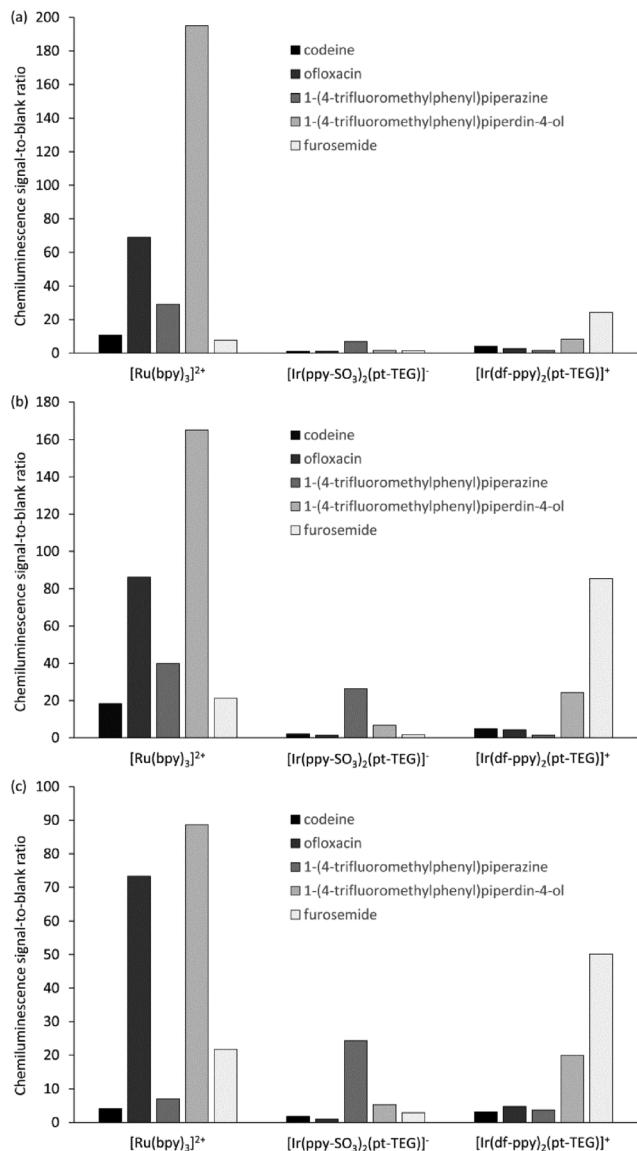 (a)
Chemiluminescence signal-to-blank ratio
200
180
160
140
120
100
80
60
40
20
0
codeine
ofloxacin
1-(4-trifluoromethylphenyl)piperazine
1-(4-trifluoromethylphenyl)piperdin-4-ol
furosemide
[Ru(bpy)₃]²⁺
[Ir(ppy-SO₃)₂(pt-TEG)]⁻
[Ir(df-ppy)₂(pt-TEG)]⁺
(b)
Chemiluminescence signal-to-blank ratio
180
160
140
120
100
80
60
40
20
0
codeine
ofloxacin
1-(4-trifluoromethylphenyl)piperazine
1-(4-trifluoromethylphenyl)piperdin-4-ol
furosemide
[Ru(bpy)₃]²⁺
[Ir(ppy-SO₃)₂(pt-TEG)]⁻
[Ir(df-ppy)₂(pt-TEG)]⁺
(c)
Chemiluminescence signal-to-blank ratio
100
90
80
70
60
50
40
30
20
10
0
codeine
ofloxacin
1-(4-trifluoromethylphenyl)piperazine
1-(4-trifluoromethylphenyl)piperdin-4-ol
furosemide
[Ru(bpy)₃]²⁺
[Ir(ppy-SO₃)₂(pt-TEG)]⁻
[Ir(df-ppy)₂(pt-TEG)]⁺